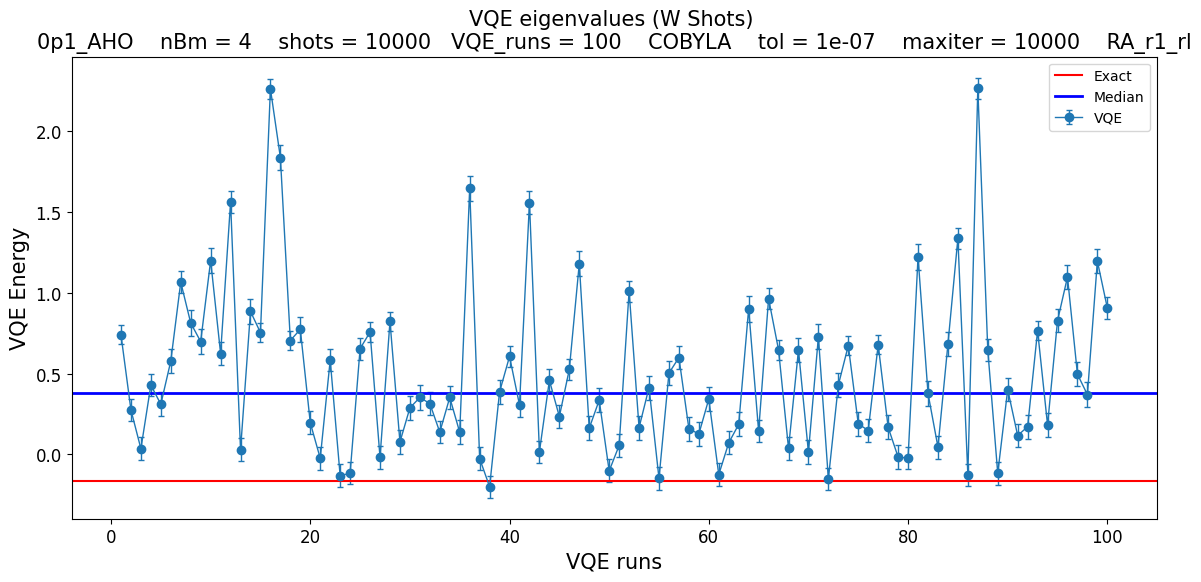 VQE eigenvalues (W Shots)
0p1_AHO    nBm = 4    shots = 10000   VQE_runs = 100    COBYLA    tol = 1e-07    maxiter = 10000    RA_r1_rl
Exact
Median
VQE
VQE Energy
2.0
1.5
1.0
0.5
0.0
0
20
40
60
80
100
VQE runs